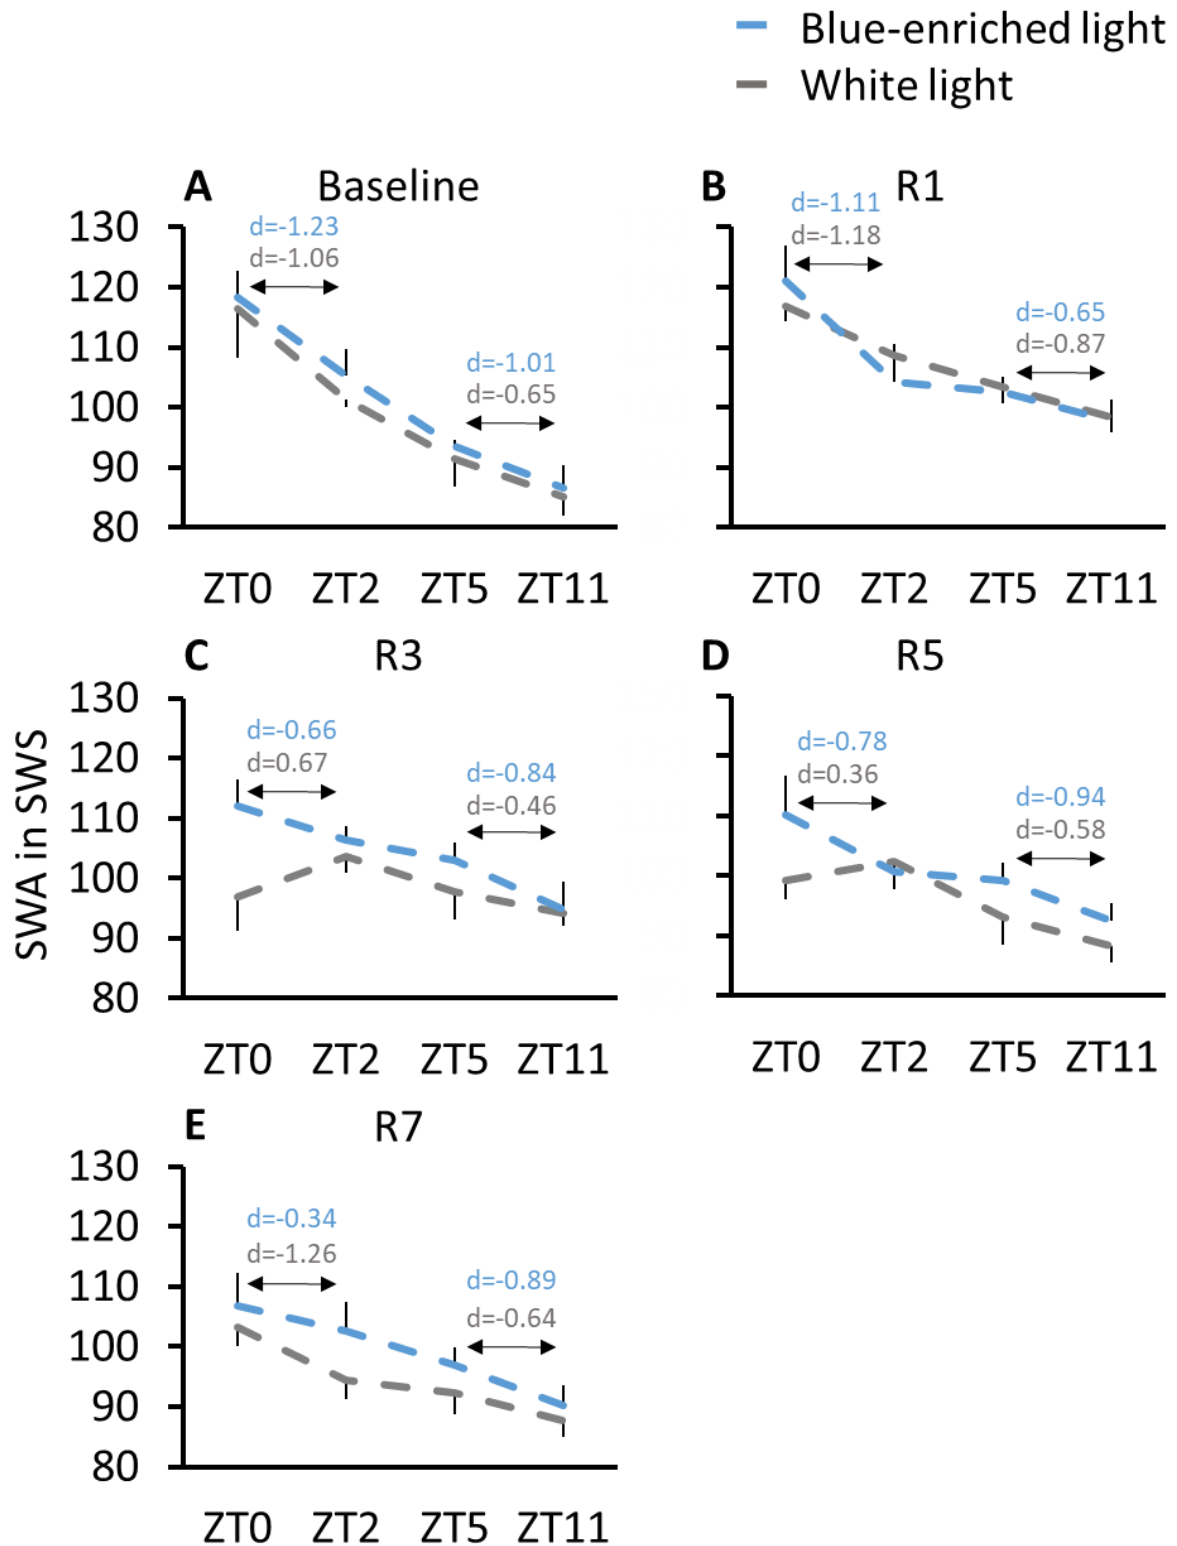 Blue-enriched light
White light
A Baseline
d=-1.23
d=-1.06
d=-1.01
d=-0.65
130
120
110
100
90
80
ZT0 ZT2 ZT5 ZT11
B R1
d=-1.11
d=-1.18
d=-0.65
d=-0.87
ZT0 ZT2 ZT5 ZT11
SWA in SWS
C R3
d=-0.66
d=0.67
d=-0.84
d=-0.46
130
120
110
100
90
80
ZT0 ZT2 ZT5 ZT11
D R5
d=-0.78
d=0.36
d=-0.94
d=-0.58
ZT0 ZT2 ZT5 ZT11
E R7
d=-0.34
d=-1.26
d=-0.89
d=-0.64
130
120
110
100
90
80
ZT0 ZT2 ZT5 ZT11